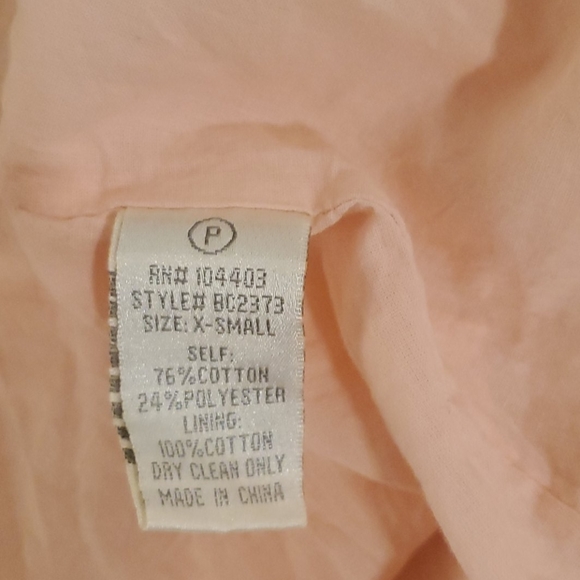 P
RN# 104403
STYLE# BC2373
SIZE: X-SMALL
SELF:
76%COTTON
24%POLYESTER
LINING:
100%COTTON
DRY CLEAN ONLY
MADE IN CHINA